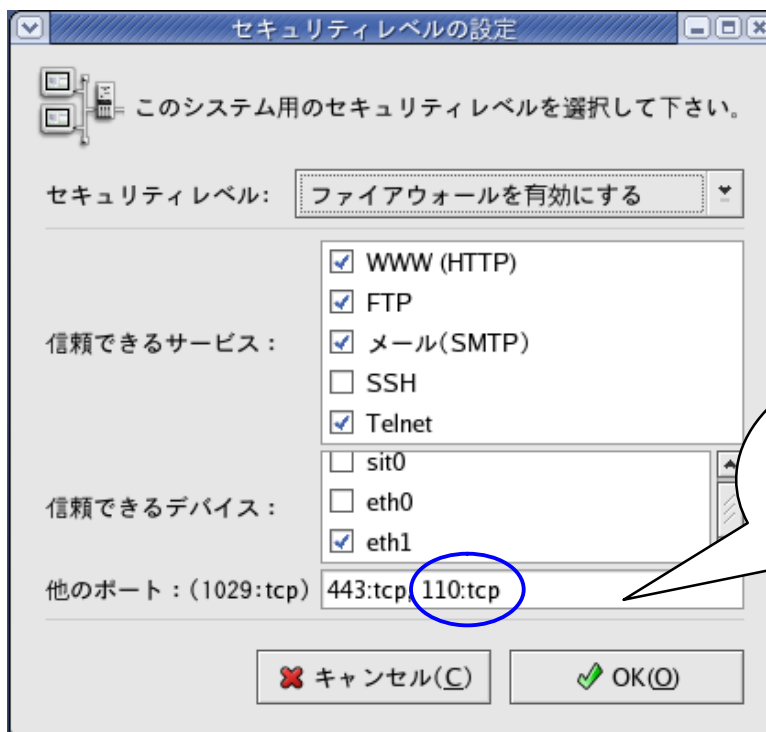 セキュリティレベルの設定
このシステム用のセキュリティレベルを選択して下さい。
セキュリティレベル: ファイアウォールを有効にする
信頼できるサービス：
WWW (HTTP)
FTP
メール(SMTP)
SSH
Telnet
信頼できるデバイス：
sit0
eth0
eth1
他のポート：(1029:tcp) 443:tcp, 110:tcp
キャンセル(C) OK(O)